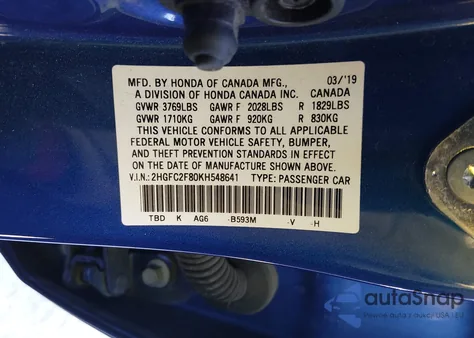 MFD. BY HONDA OF CANADA MFG., 03/'19
A DIVISION OF HONDA CANADA INC. CANADA
GVWR 3769LBS GAWR F 2028LBS R 1829LBS
GVWR 1710KG GAWR F 920KG R 830KG
THIS VEHICLE CONFORMS TO ALL APPLICABLE
FEDERAL MOTOR VEHICLE SAFETY, BUMPER,
AND THEFT PREVENTION STANDARDS IN EFFECT
ON THE DATE OF MANUFACTURE SHOWN ABOVE.
V.I.N.: 2HGFC2F80KH548641 TYPE: PASSENGER CAR
TBD K AG6 -B593M -V -H
autoSnap